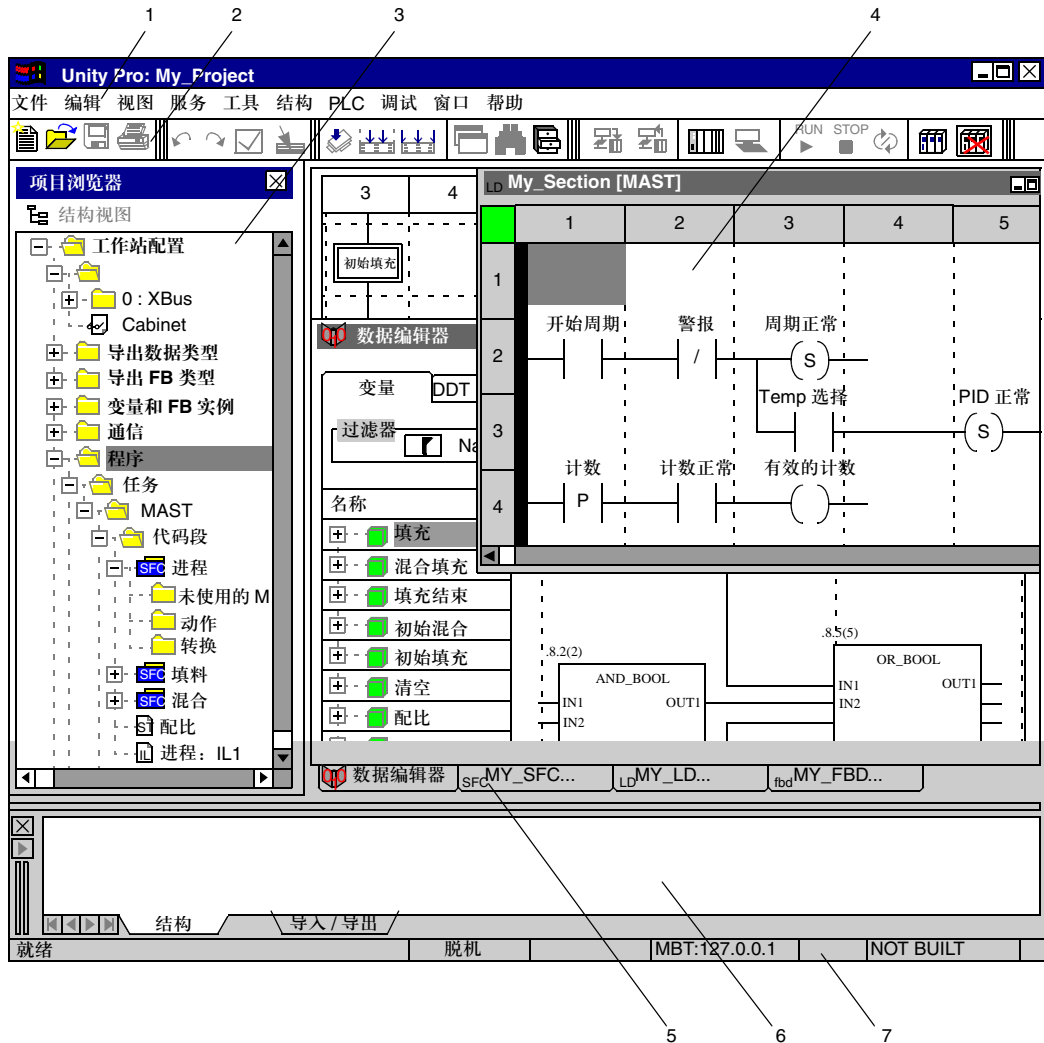 1 2 3 4
Unity Pro: My_Project
文件 编辑 视图 服务 工具 结构 PLC 调试 窗口 帮助
RUN STOP
项目浏览器
结构视图
工作站配置
0 : XBus
Cabinet
导出数据类型
导出 FB 类型
变量和 FB 实例
通信
程序
任务
MAST
代码段
SFC 进程
未使用的 M
动作
转换
SFC 填料
SFC 混合
ST 配比
IL 进程：IL1
3 4
初始填充
数据编辑器
变量 DDT
过滤器
Na
名称
填充
混合填充
填充结束
初始混合
初始填充
清空
配比
LD My_Section [MAST]
1 2 3 4 5
1
开始周期 警报 周期正常
2 / S
Temp 选择 PID 正常
3 S
计数 计数正常 有效的计数
4 P
.8.2(2)
AND_BOOL
IN1 OUT1
IN2
.8.5(5)
OR_BOOL
IN1 OUT1
IN2
数据编辑器 SFC MY_SFC... LD MY_LD... fbd MY_FBD...
结构 导入 / 导出
就绪 脱机 MBT:127.0.0.1 NOT BUILT
5 6 7